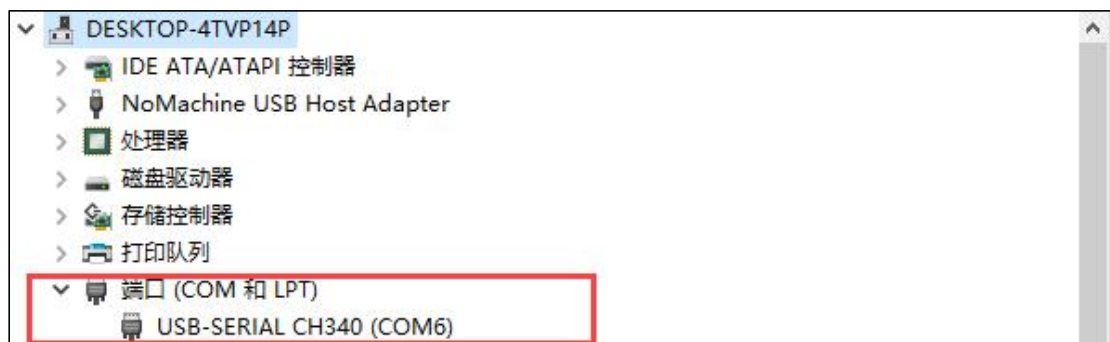 DESKTOP-4TVP14P
IDE ATA/ATAPI 控制器
NoMachine USB Host Adapter
处理器
磁盘驱动器
存储控制器
打印队列
端口 (COM 和 LPT)
USB-SERIAL CH340 (COM6)